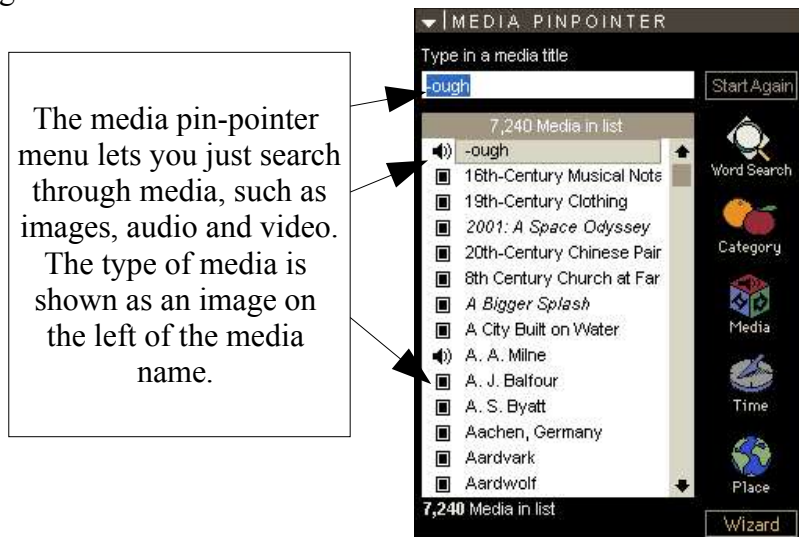 The media pin-pointer
menu lets you just search
through media, such as
images, audio and video.
The type of media is
shown as an image on
the left of the media
name.
MEDIA PINPOINTER
Type in a media title
-ough
Start Again
7,240 Media in list
-ough
16th-Century Musical Nota
19th-Century Clothing
2001: A Space Odyssey
20th-Century Chinese Pair
8th Century Church at Far
A Bigger Splash
A City Built on Water
A. A. Milne
A. J. Balfour
A. S. Byatt
Aachen, Germany
Aardvark
Aardwolf
7,240 Media in list
Word Search
Category
Media
Time
Place
Wizard